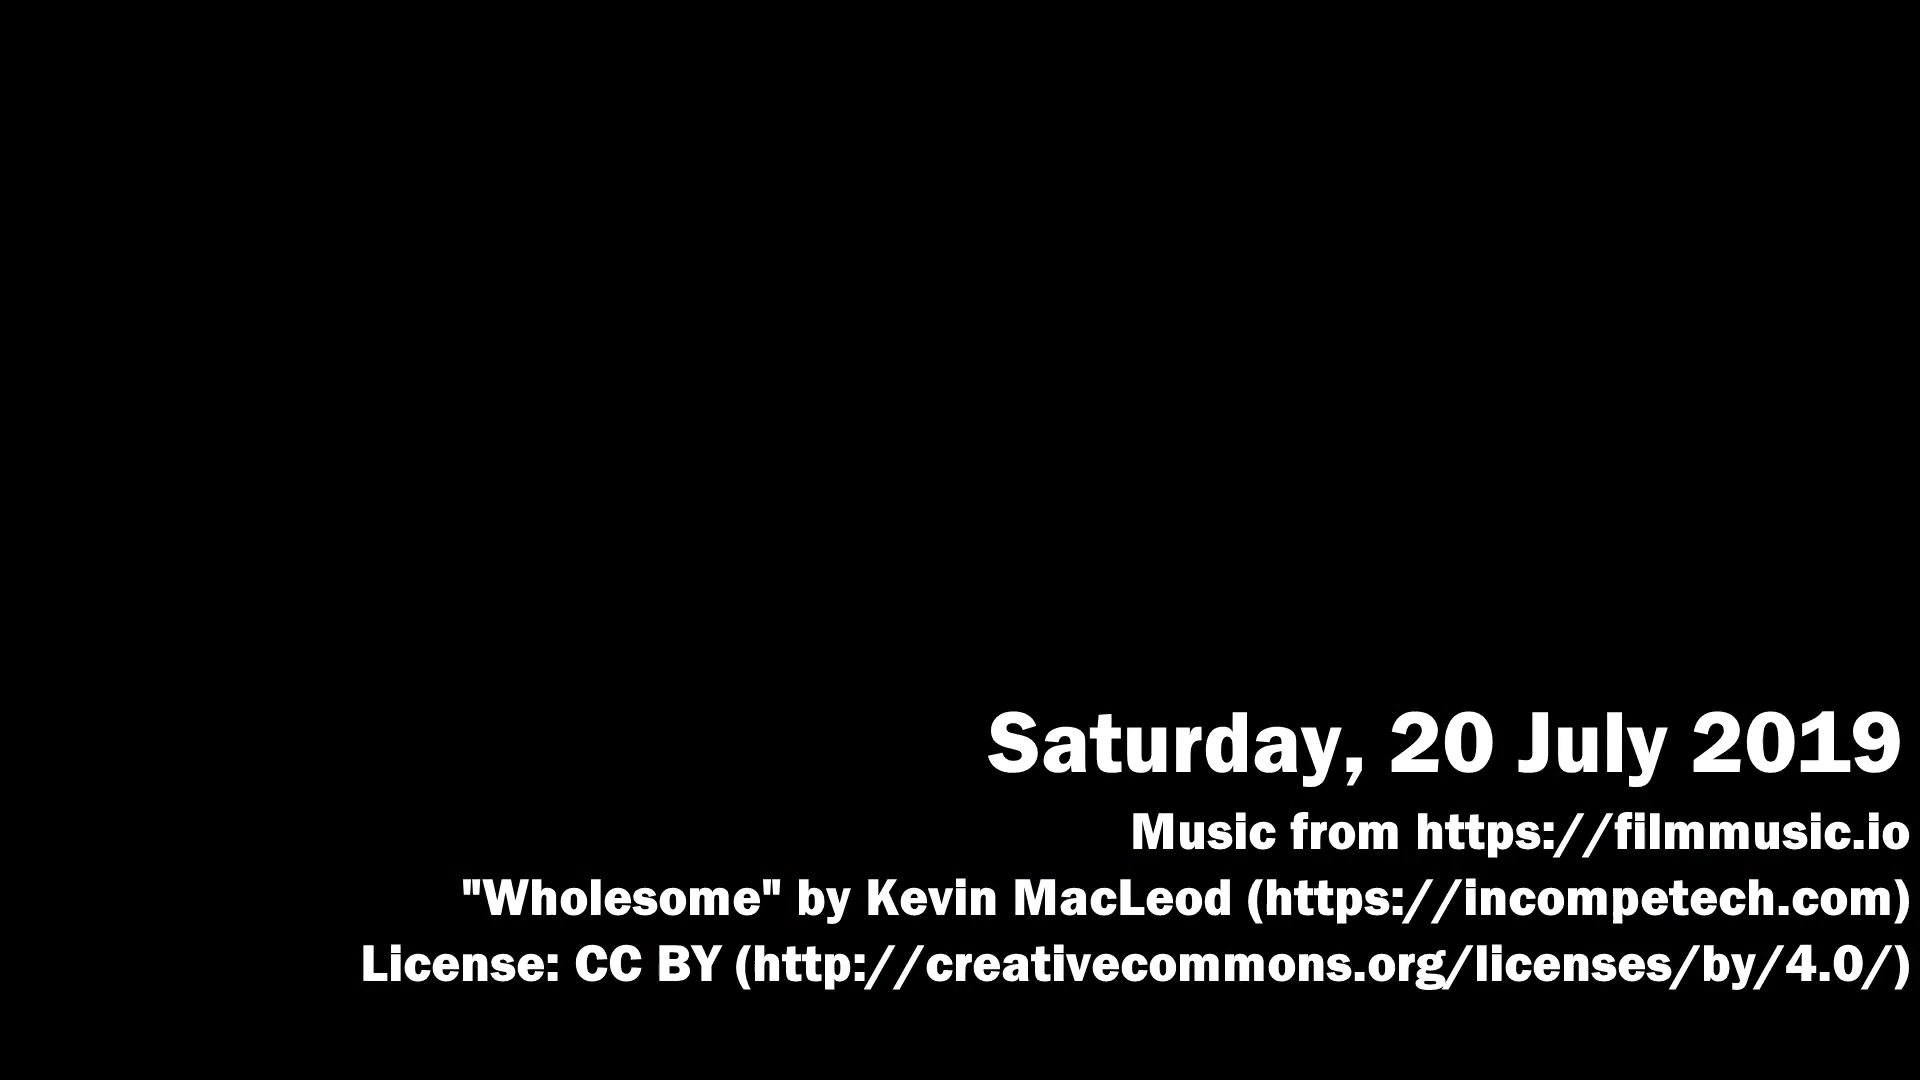 Saturday, 20 July 2019
Music from https://filmmusic.io
"Wholesome" by Kevin MacLeod (https://incompetech.com)
License: CC BY (http://creativecommons.org/licenses/by/4.0/)